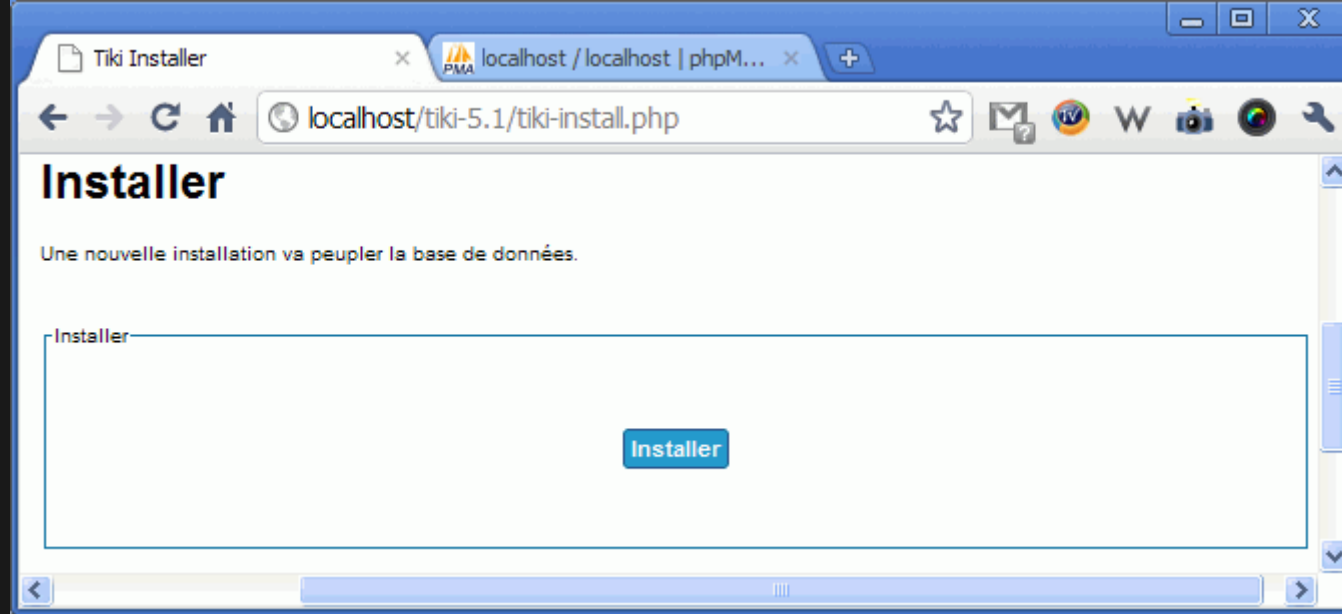 Tiki Installer
PMA localhost / localhost | phpM...
localhost/tiki-5.1/tiki-install.php
W
Installer
Une nouvelle installation va peupler la base de données.
Installer
Installer